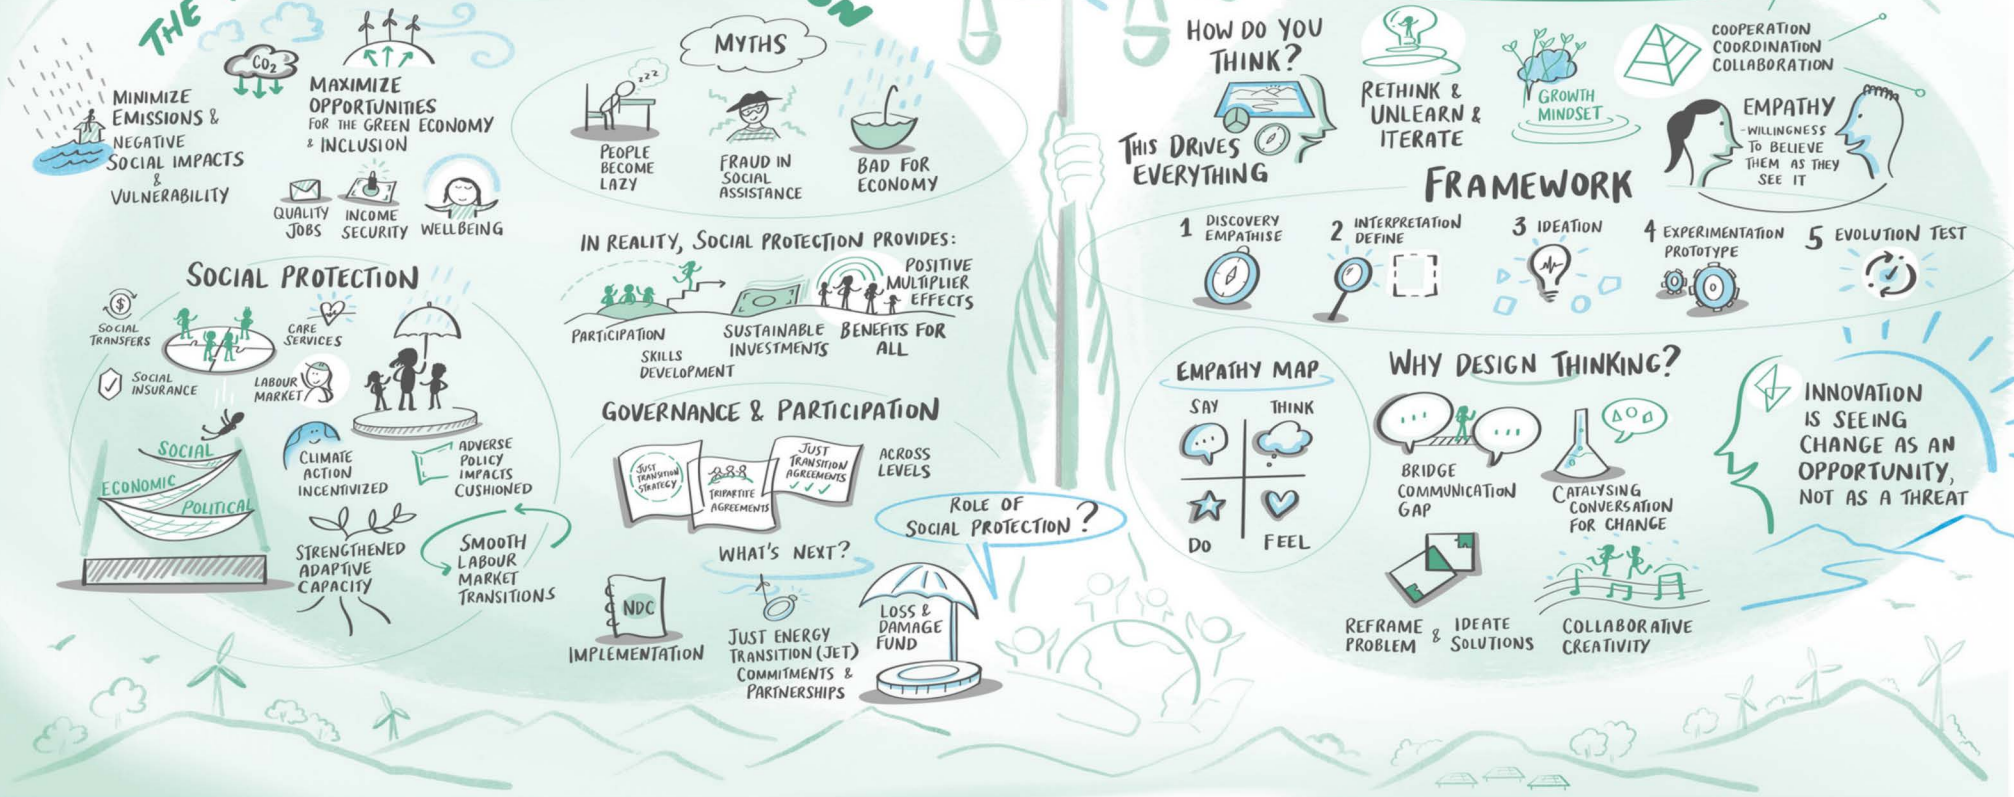 THE
ON
CO2
MINIMIZE
EMISSIONS &
NEGATIVE
SOCIAL IMPACTS
&
VULNERABILITY
MAXIMIZE
OPPORTUNITIES
FOR THE GREEN ECONOMY
& INCLUSION
QUALITY
JOBS
INCOME
SECURITY
WELLBEING
MYTHS
ZZZ
PEOPLE
BECOME
LAZY
FRAUD IN
SOCIAL
ASSISTANCE
BAD FOR
ECONOMY
IN REALITY, SOCIAL PROTECTION PROVIDES:
PARTICIPATION
SKILLS
DEVELOPMENT
SUSTAINABLE
INVESTMENTS
POSITIVE
MULTIPLIER
EFFECTS
BENEFITS FOR
ALL
SOCIAL PROTECTION
$
SOCIAL
TRANSFERS
CARE
SERVICES
SOCIAL
INSURANCE
LABOUR
MARKET
SOCIAL
ECONOMIC
POLITICAL
CLIMATE
ACTION
INCENTIVIZED
ADVERSE
POLICY
IMPACTS
CUSHIONED
STRENGTHENED
ADAPTIVE
CAPACITY
SMOOTH
LABOUR
MARKET
TRANSITIONS
GOVERNANCE & PARTICIPATION
JUST
TRANSITION
STRATEGY
TRIPARTITE
AGREEMENTS
JUST
TRANSITION
AGREEMENTS
ACROSS
LEVELS
WHAT'S NEXT?
NDC
IMPLEMENTATION
JUST ENERGY
TRANSITION (JET)
COMMITMENTS &
PARTNERSHIPS
LOSS &
DAMAGE
FUND
ROLE OF
SOCIAL PROTECTION?
HOW DO YOU
THINK?
THIS DRIVES
EVERYTHING
RETHINK &
UNLEARN &
ITERATE
GROWTH
MINDSET
COOPERATION
COORDINATION
COLLABORATION
EMPATHY
- WILLINGNESS
TO BELIEVE
THEM AS THEY
SEE IT
FRAMEWORK
1 DISCOVERY
EMPATHISE
2 INTERPRETATION
DEFINE
3 IDEATION
4 EXPERIMENTATION
PROTOTYPE
5 EVOLUTION TEST
EMPATHY MAP
SAY
THINK
DO
FEEL
WHY DESIGN THINKING?
BRIDGE
COMMUNICATION
GAP
CATALYSING
CONVERSATION
FOR CHANGE
REFRAME
PROBLEM
&
IDEATE
SOLUTIONS
COLLABORATIVE
CREATIVITY
INNOVATION
IS SEEING
CHANGE AS AN
OPPORTUNITY,
NOT AS A THREAT